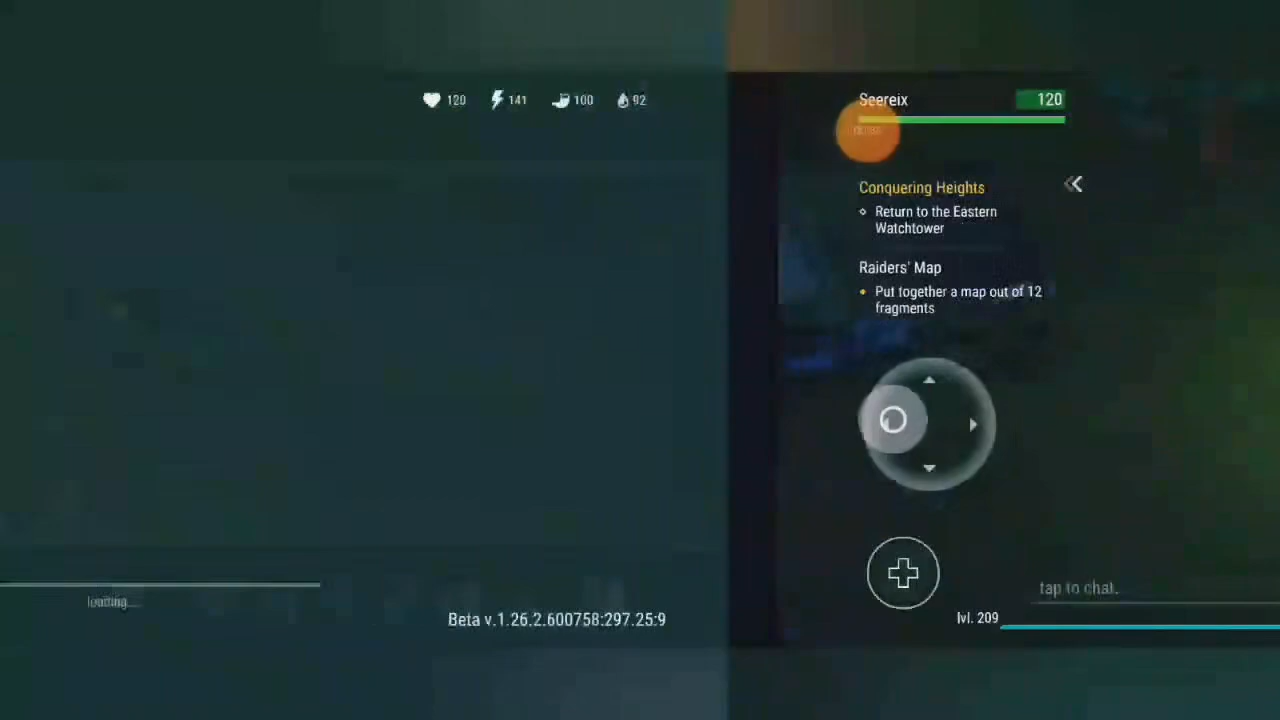 120 141 100 92
loading...
Beta v.1.26.2.600758:297.25:9
Seereix 120
Conquering Heights
Return to the Eastern
Watchtower
Raiders' Map
Put together a map out of 12
fragments
tap to chat.
lvl. 209